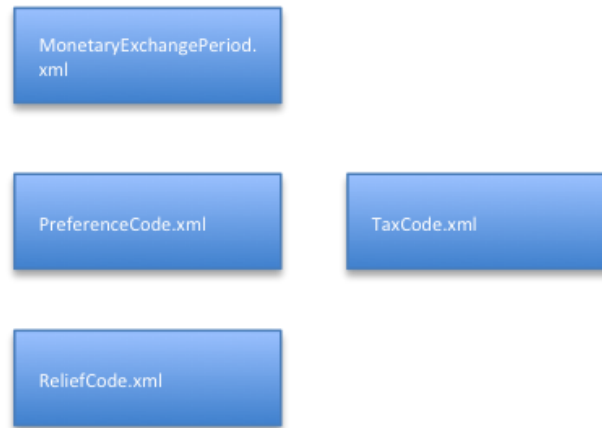 MonetaryExchangePeriod.
xml
PreferenceCode.xml
TaxCode.xml
ReliefCode.xml